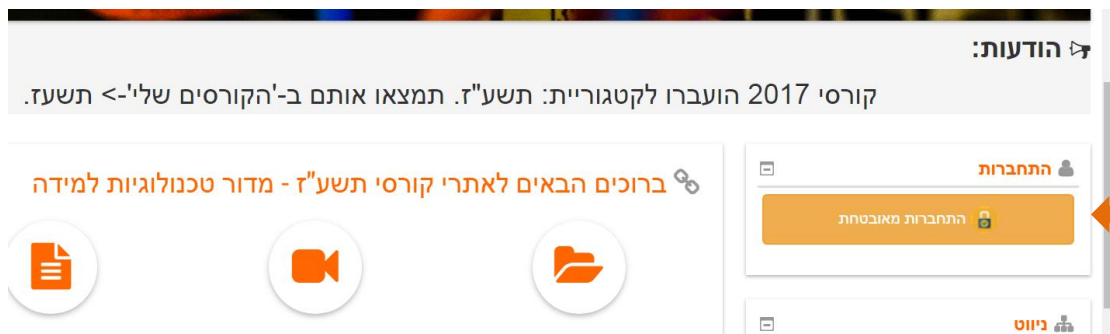 הודעות:
קורסי 2017 הועברו לקטגוריית: תשע"ז. תמצאו אותם ב-'הקורסים שלי'-> תשעז.
התחברות
התחברות מאובטחת
ניווט
ברוכים הבאים לאתרי קורסי תשע"ז - מדור טכנולוגיות למידה